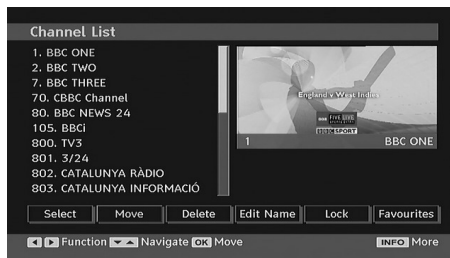 Channel List
1. BBC ONE
2. BBC TWO
7. BBC THREE
70. CBBC Channel
80. BBC NEWS 24
105. BBCi
800. TV3
801. 3/24
802. CATALUNYA RÀDIO
803. CATALUNYA INFORMACIÓ
England v West Indies
FIVE LIVE
BBC SPORT
1 BBC ONE
Select Move Delete Edit Name Lock Favourites
Function Navigate OK Move INFO More